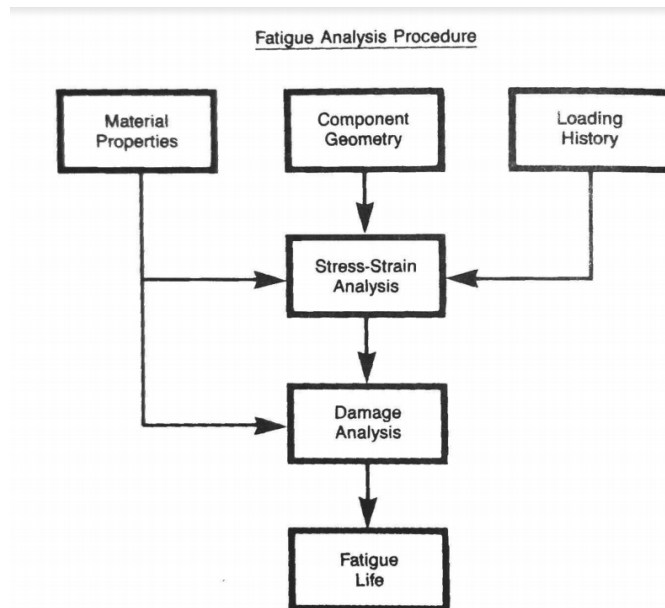 Fatigue Analysis Procedure
Material
Properties
Component
Geometry
Loading
History
Stress-Strain
Analysis
Damage
Analysis
Fatigue
Life